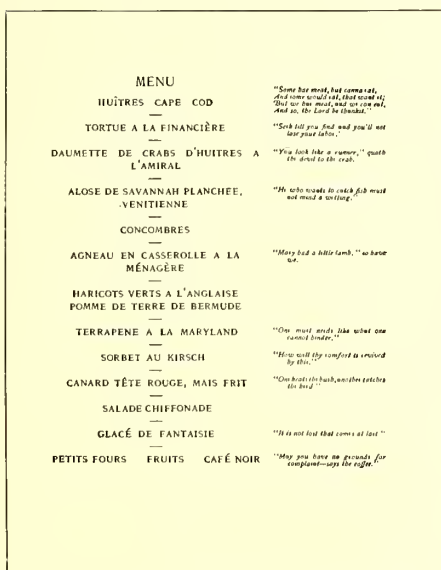 MENU
HUÎTRES CAPE COD
"Some hae meat, but canna eat,
And some would eat, that want it;
But we hae meat, and we can eat,
And so, the Lord be thankit."
TORTUE A LA FINANCIÈRE
"Seek till you find and you'll not
lose your labor."
DAUMETTE DE CRABS D'HUITRES A
L'AMIRAL
"You look like a runner," quoth
the devil to the crab.
ALOSE DE SAVANNAH PLANCHEE,
VENITIENNE
"He who wants to catch fish must
not mind a wetting."
CONCOMBRES
AGNEAU EN CASSEROLLE A LA
MÉNAGÈRE
"Mary had a little lamb," so have
we.
HARICOTS VERTS A L'ANGLAISE
POMME DE TERRE DE BERMUDE
TERRAPENE A LA MARYLAND
"One must needs like what one
cannot hinder."
SORBET AU KIRSCH
"How well thy comfort is revived
by this."
CANARD TÊTE ROUGE, MAIS FRIT
"One beats the bush, another catches
the bird"
SALADE CHIFFONADE
GLACÉ DE FANTAISIE
"It is not lost that comes at last"
PETITS FOURS FRUITS CAFÉ NOIR
"May you have no grounds for
complaint—says the coffee."